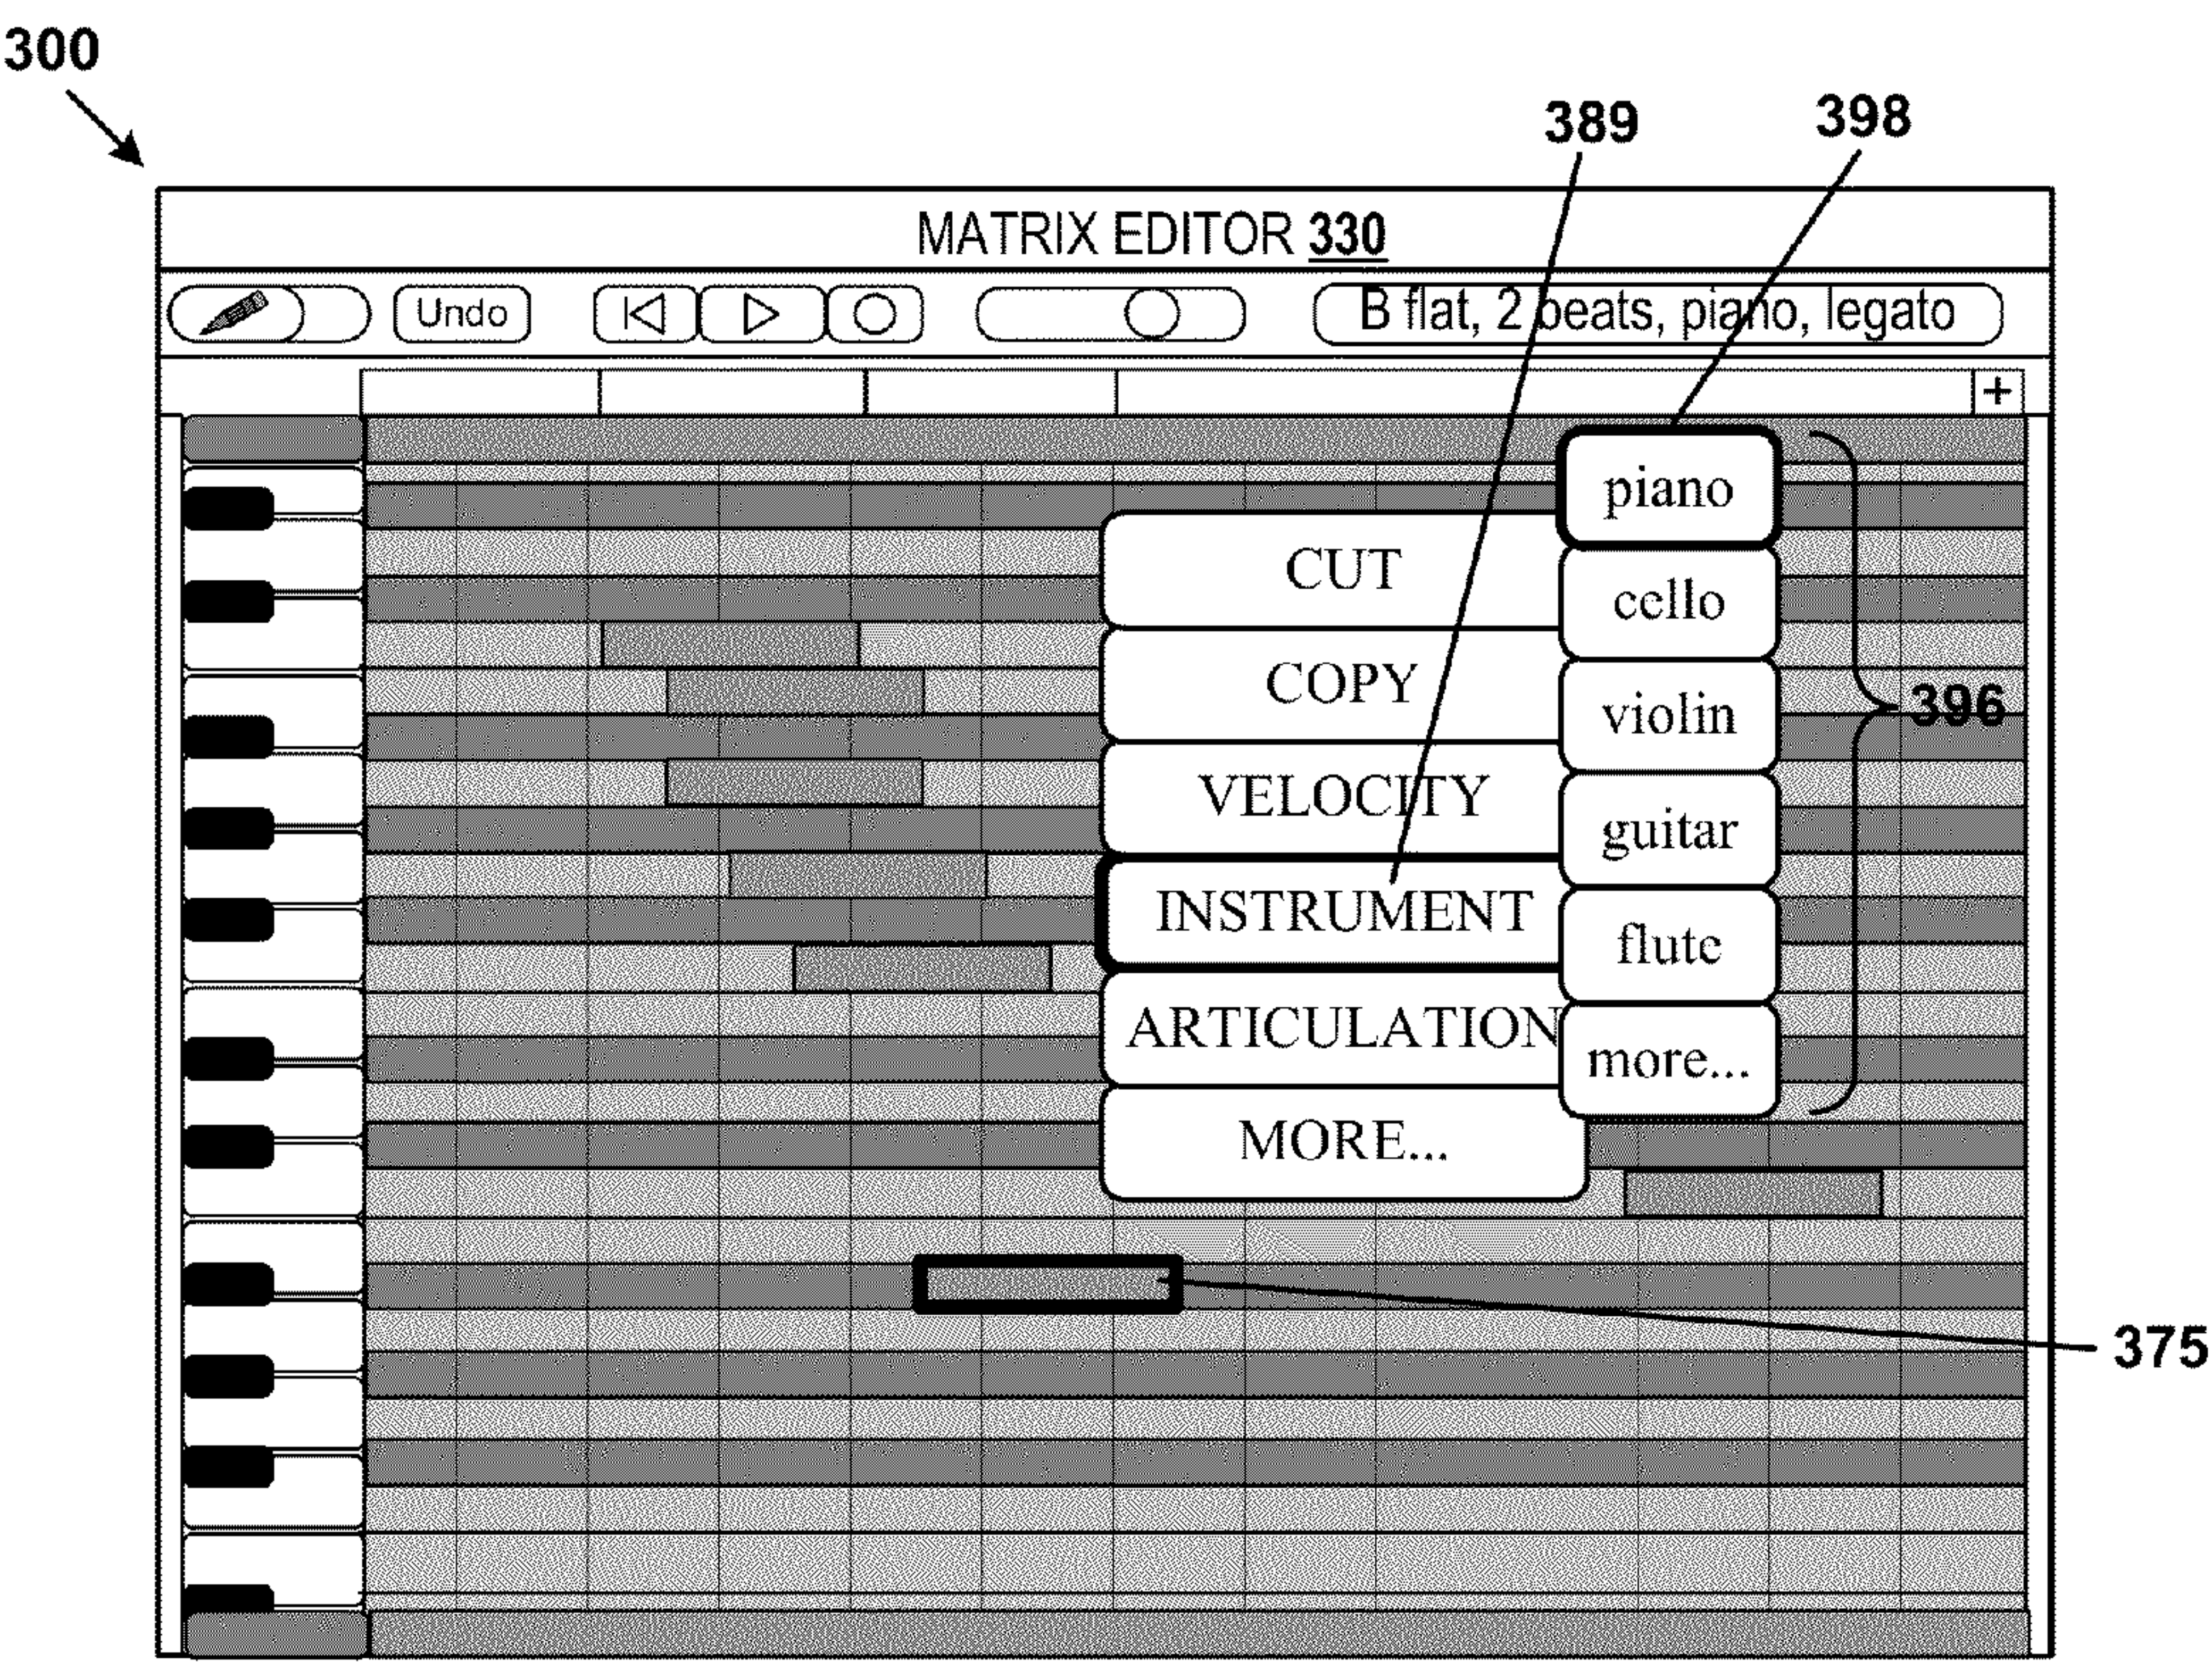 300
389
398
MATRIX EDITOR 330
Undo
B flat, 2 beats, piano, legato
+
piano
CUT
cello
COPY
violin
396
VELOCITY
guitar
INSTRUMENT
flute
ARTICULATION
more...
MORE...
375